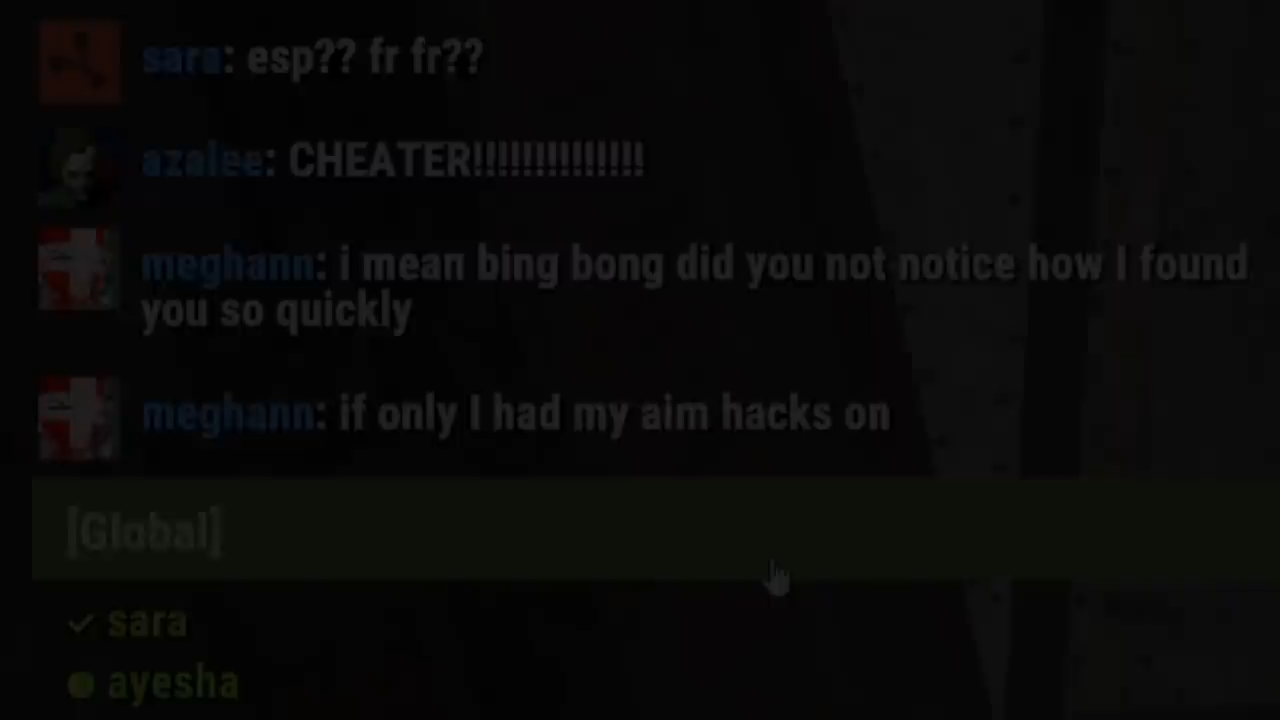 sara: esp?? fr fr??
azalee: CHEATER!!!!!!!!!!!!!!
meghann: i mean bing bong did you not notice how I found
you so quickly
meghann: if only I had my aim hacks on
[Global]
sara
ayesha